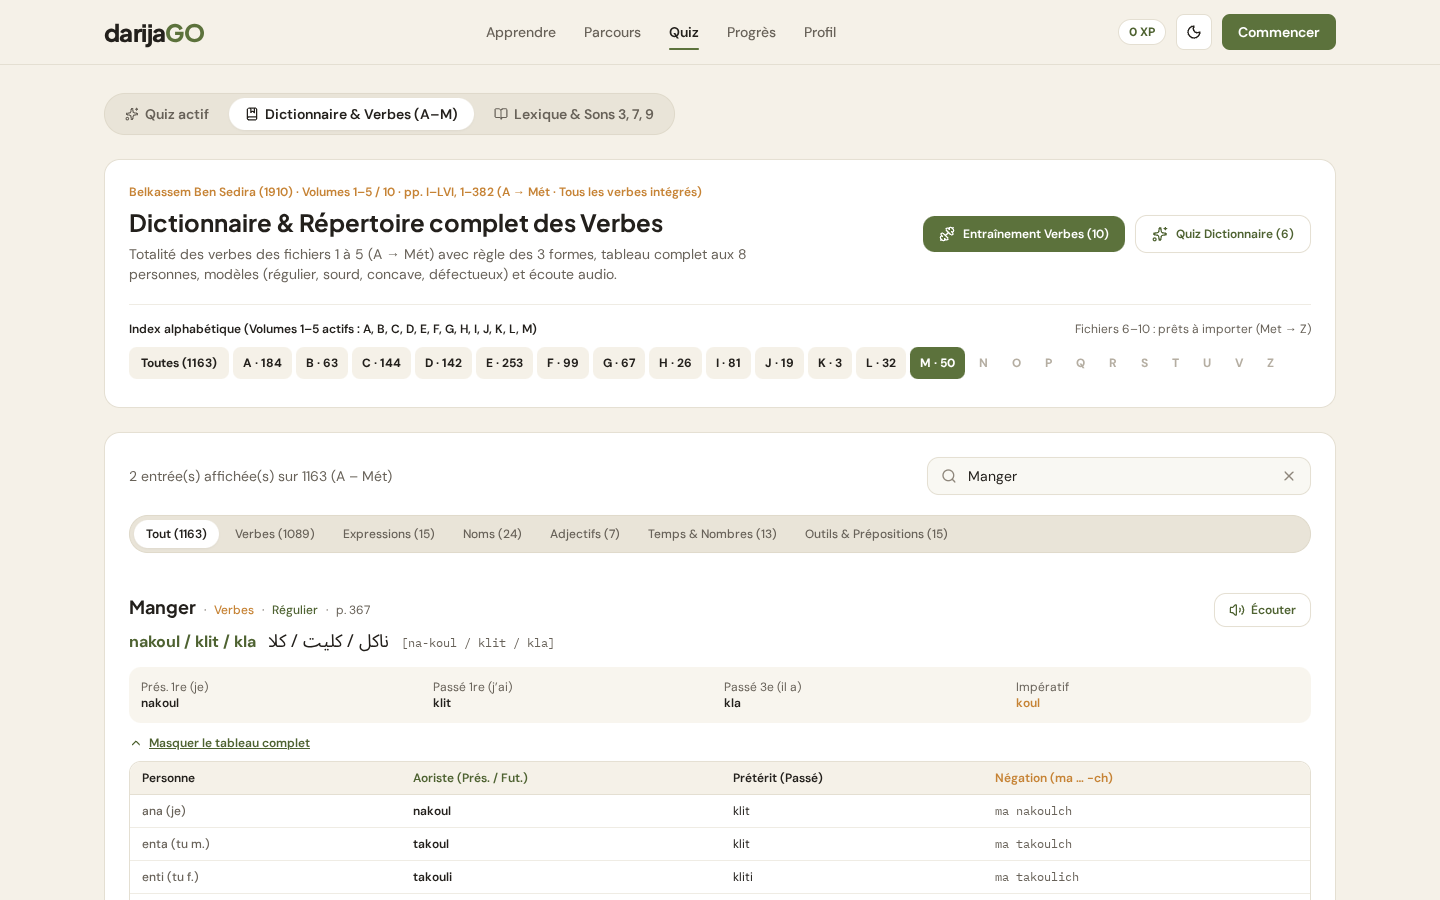 darijaGO
Apprendre Parcours Quiz Progrès Profil
0 XP
Commencer
Quiz actif
Dictionnaire & Verbes (A–M)
Lexique & Sons 3, 7, 9
Belkassem Ben Sedira (1910) · Volumes 1–5 / 10 · pp. I–LVI, 1–382 (A → Mét · Tous les verbes intégrés)
Dictionnaire & Répertoire complet des Verbes
Totalité des verbes des fichiers 1 à 5 (A → Mét) avec règle des 3 formes, tableau complet aux 8
personnes, modèles (régulier, sourd, concave, défectueux) et écoute audio.
Entraînement Verbes (10)
Quiz Dictionnaire (6)
Index alphabétique (Volumes 1–5 actifs : A, B, C, D, E, F, G, H, I, J, K, L, M)
Fichiers 6–10 : prêts à importer (Met → Z)
Toutes (1163) A · 184 B · 63 C · 144 D · 142 E · 253 F · 99 G · 67 H · 26 I · 81 J · 19 K · 3 L · 32 M · 50 N O P Q R S T U V Z
2 entrée(s) affichée(s) sur 1163 (A – Mét)
Manger
Tout (1163) Verbes (1089) Expressions (15) Noms (24) Adjectifs (7) Temps & Nombres (13) Outils & Prépositions (15)
Manger · Verbes · Régulier · p. 367
Écouter
nakoul / klit / kla ناكل / كليت / كلا [na-koul / klit / kla]
Prés. 1re (je) Passé 1re (j’ai) Passé 3e (il a) Impératif
nakoul klit kla koul
Masquer le tableau complet
Personne Aoriste (Prés. / Fut.) Prétérit (Passé) Négation (ma … -ch)
ana (je) nakoul klit ma nakoulch
enta (tu m.) takoul klit ma takoulch
enti (tu f.) takouli kliti ma takoulich